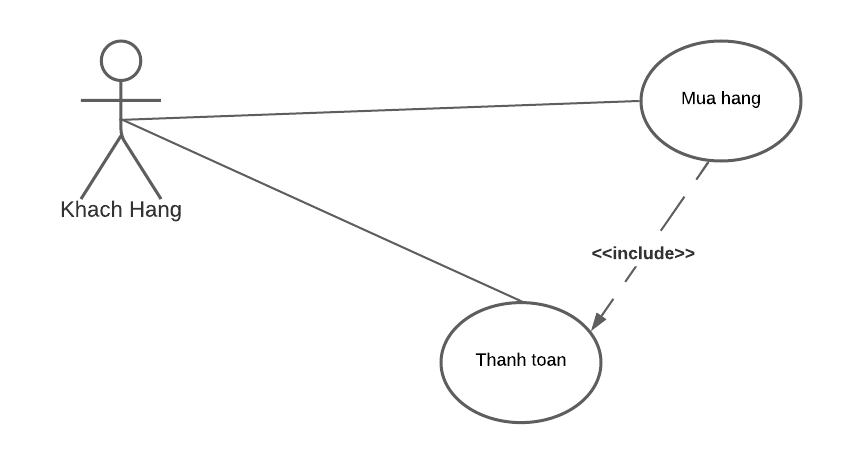 Mua hang
Khach Hang
<<include>>
Thanh toan